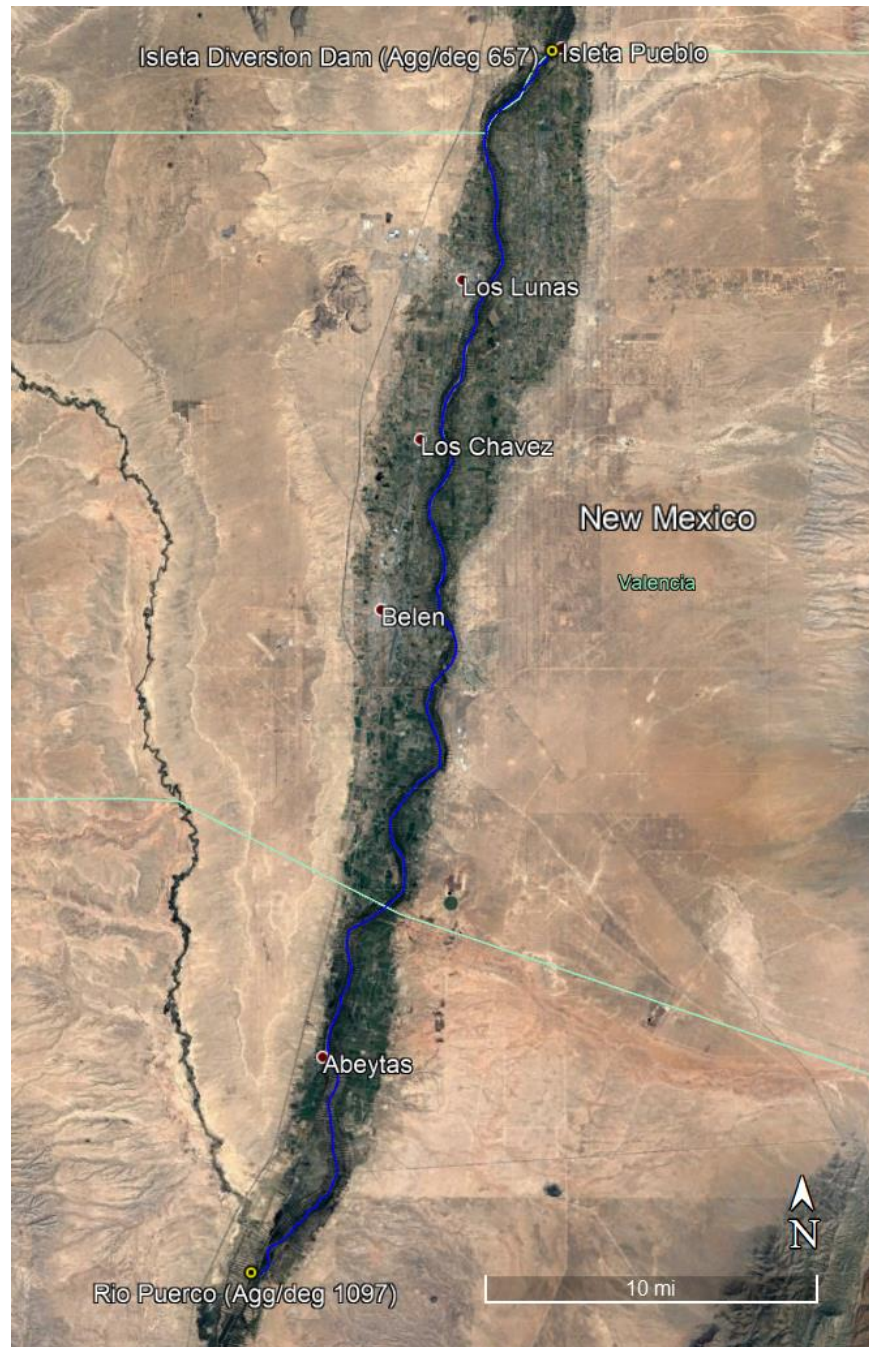 Isleta Diversion Dam (Agg/deg 657) Isleta Pueblo
Los Lunas
Los Chavez
New Mexico
Valencia
Belen
Abeytas
N
Rio Puerco (Agg/deg 1097)
10 mi